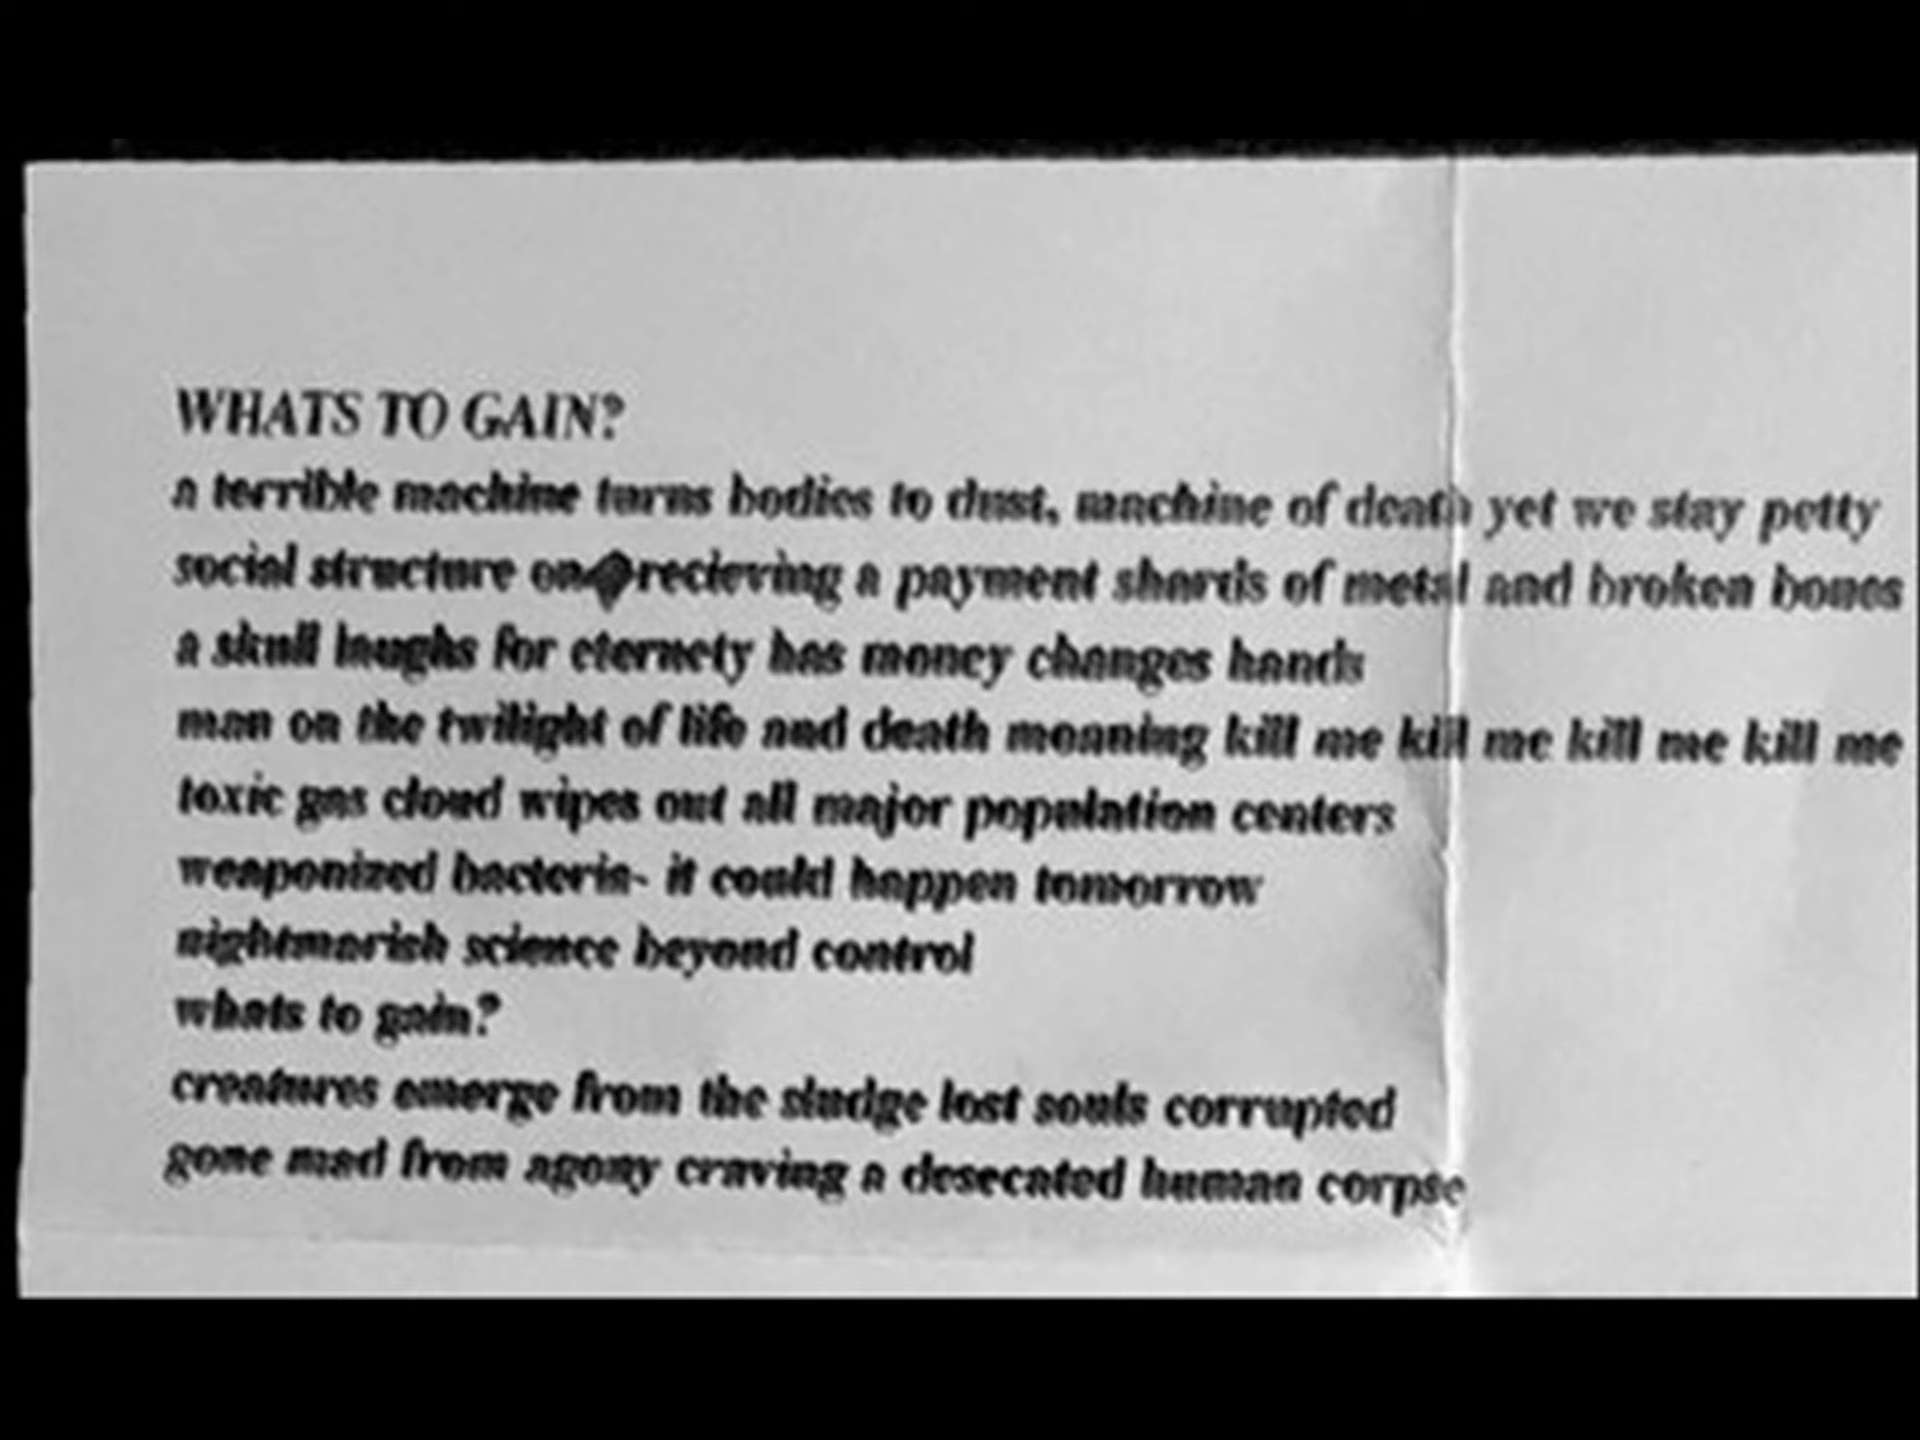 WHATS TO GAIN?
a terrible machine turns bodies to dust, machine of death yet we stay petty
social structure on recieving a payment shards of metal and broken bones
a skull laughs for eternety has money changes hands
man on the twilight of life and death moaning kill me kill me kill me kill me
toxic gas cloud wipes out all major population centers
weaponized bacteria- it could happen tomorrow
nightmarish science beyond control
whats to gain?
creatures emerge from the sludge lost souls corrupted
gone mad from agony craving a desecated human corpse